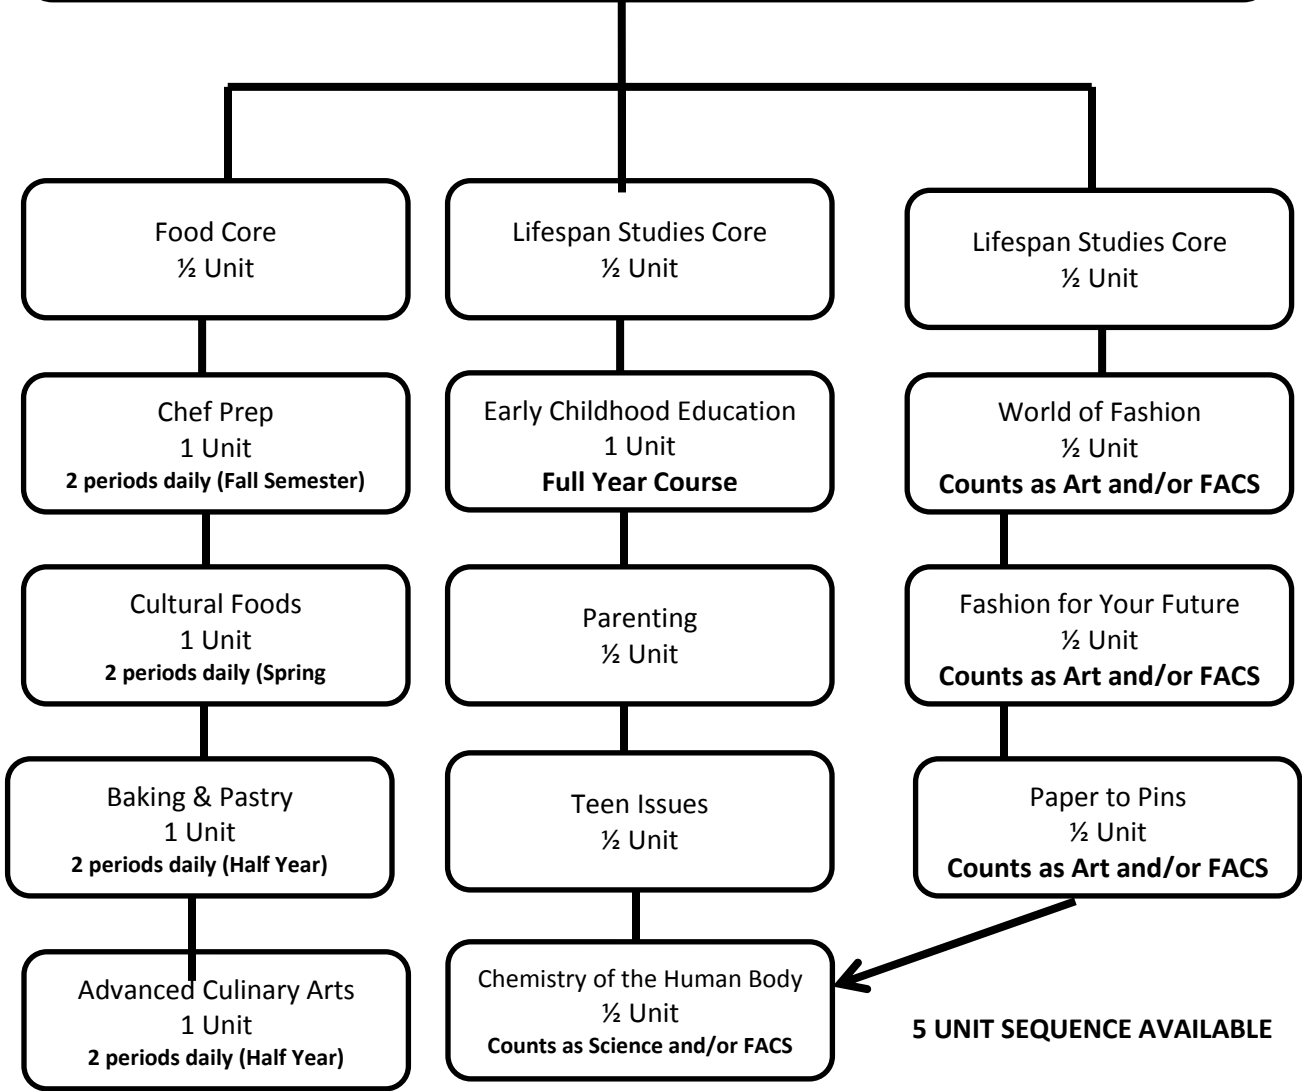 Food Core
½ Unit
Lifespan Studies Core
½ Unit
Lifespan Studies Core
½ Unit
Chef Prep
1 Unit
2 periods daily (Fall Semester)
Early Childhood Education
1 Unit
Full Year Course
World of Fashion
½ Unit
Counts as Art and/or FACS
Cultural Foods
1 Unit
2 periods daily (Spring
Parenting
½ Unit
Fashion for Your Future
½ Unit
Counts as Art and/or FACS
Baking & Pastry
1 Unit
2 periods daily (Half Year)
Teen Issues
½ Unit
Paper to Pins
½ Unit
Counts as Art and/or FACS
Advanced Culinary Arts
1 Unit
2 periods daily (Half Year)
Chemistry of the Human Body
½ Unit
Counts as Science and/or FACS
5 UNIT SEQUENCE AVAILABLE